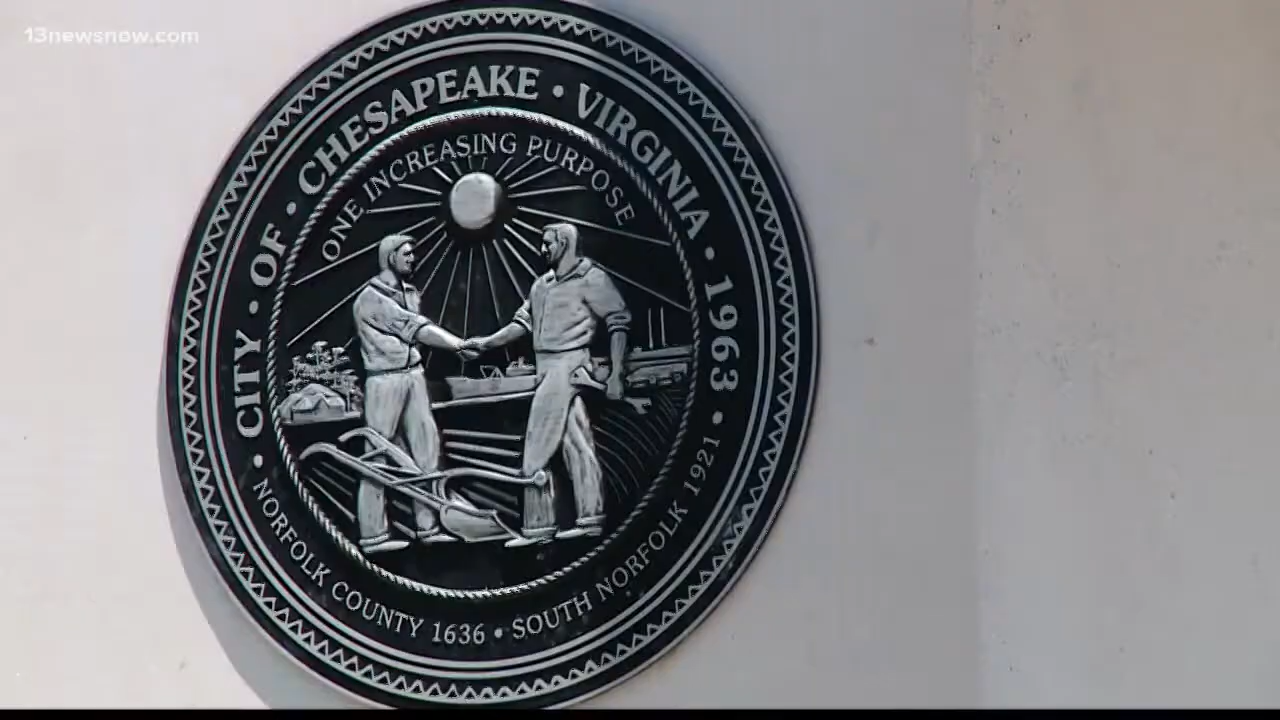 13newsnow.com
CITY • OF • CHESAPEAKE • VIRGINIA • 1963 •
ONE INCREASING PURPOSE
• NORFOLK COUNTY 1636 • SOUTH NORFOLK 1921